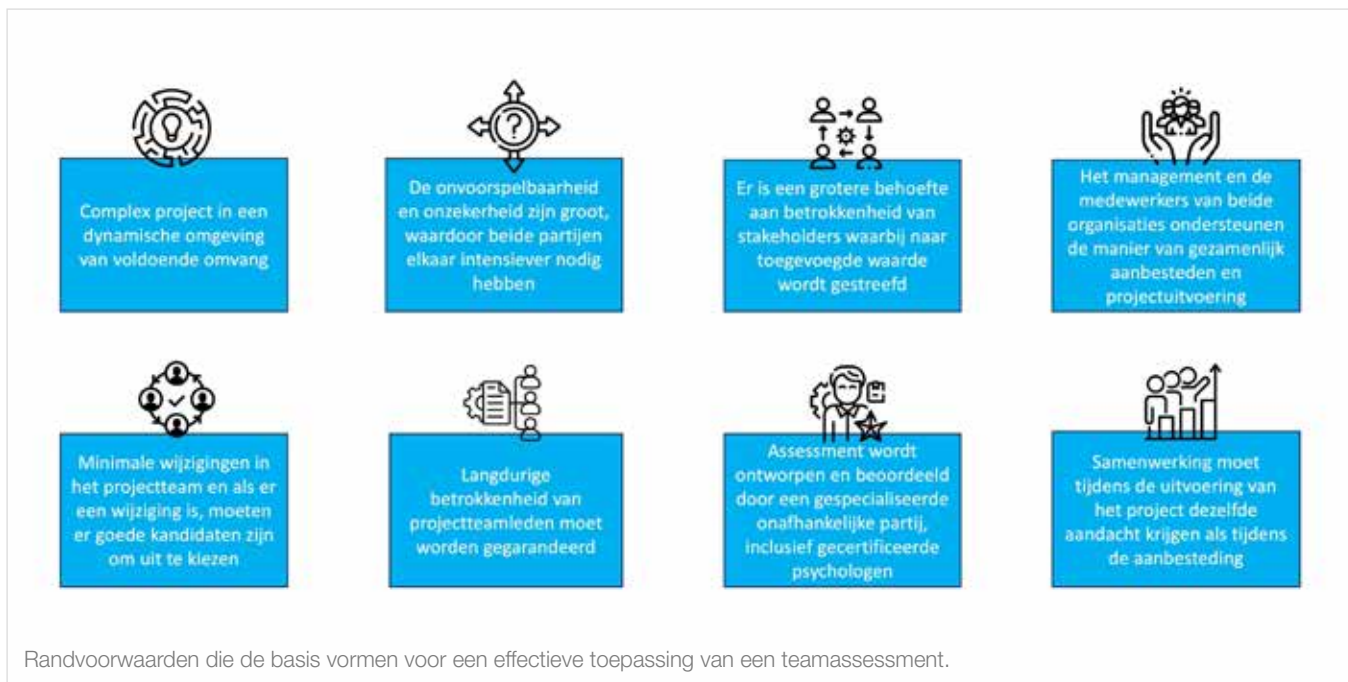 Complex project in een
dynamische omgeving
van voldoende omvang
De onvoorspelbaarheid
en onzekerheid zijn groot,
waardoor beide partijen
elkaar intensiever nodig
hebben
Er is een grotere behoefte
aan betrokkenheid van
stakeholders waarbij naar
toegevoegde waarde
wordt gestreefd
Het management en de
medewerkers van beide
organisaties ondersteunen
de manier van gezamenlijk
aanbesteden en
projectuitvoering
Minimale wijzigingen in
het projectteam en als er
een wijziging is, moeten
er goede kandidaten zijn
om uit te kiezen
Langdurige
betrokkenheid van
projectteamleden moet
worden gegarandeerd
Assessment wordt
ontworpen en beoordeeld
door een gespecialiseerde
onafhankelijke partij,
inclusief gecertificeerde
psychologen
Samenwerking moet
tijdens de uitvoering van
het project dezelfde
aandacht krijgen als tijdens
de aanbesteding
Randvoorwaarden die de basis vormen voor een effectieve toepassing van een teamassessment.